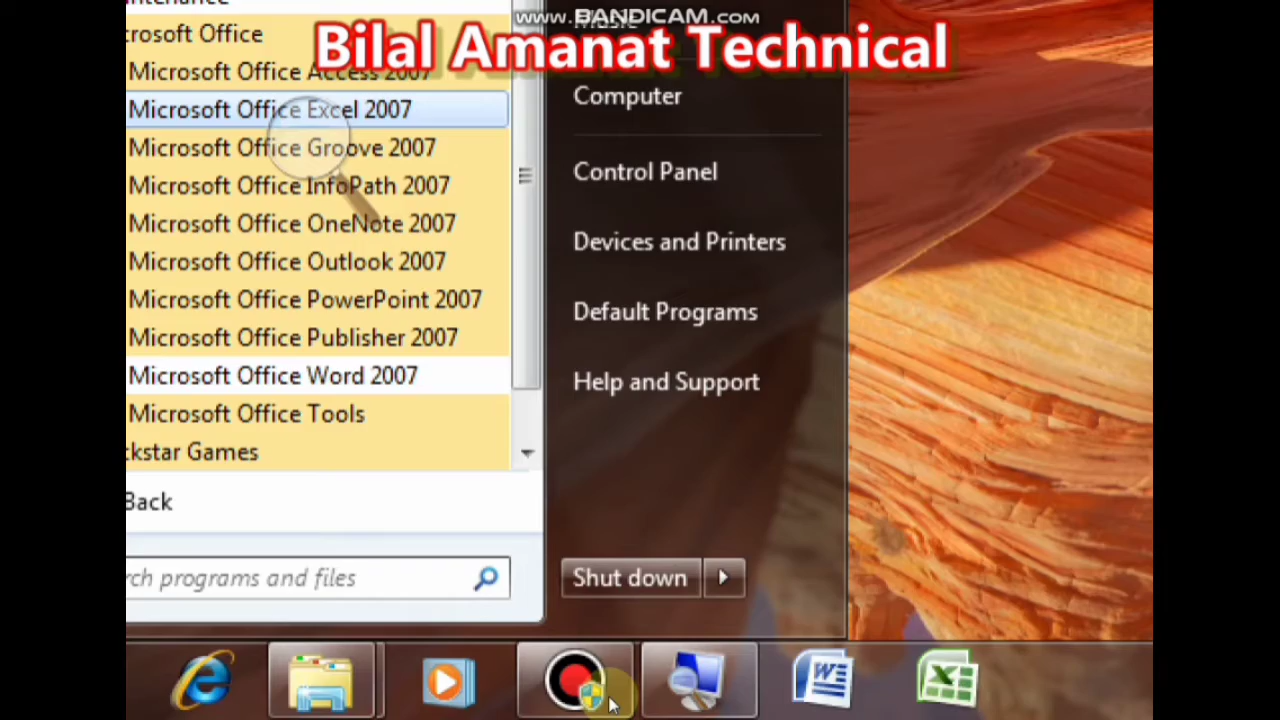 www.BANDICAM.com
Bilal Amanat Technical
rosoft Office
Microsoft Office Access 2007
Microsoft Office Excel 2007
Microsoft Office Groove 2007
Microsoft Office InfoPath 2007
Microsoft Office OneNote 2007
Microsoft Office Outlook 2007
Microsoft Office PowerPoint 2007
Microsoft Office Publisher 2007
Microsoft Office Word 2007
Microsoft Office Tools
kstar Games
Back
rch programs and files
Music
Computer
Control Panel
Devices and Printers
Default Programs
Help and Support
Shut down